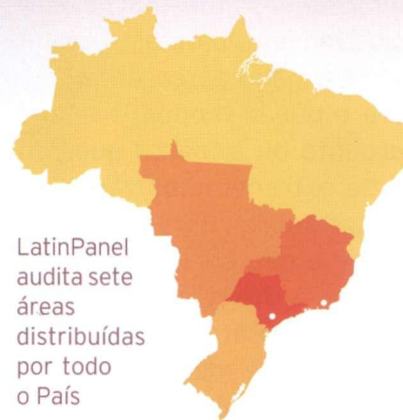 LatinPanel
audita sete
áreas
distribuídas
por todo
o País